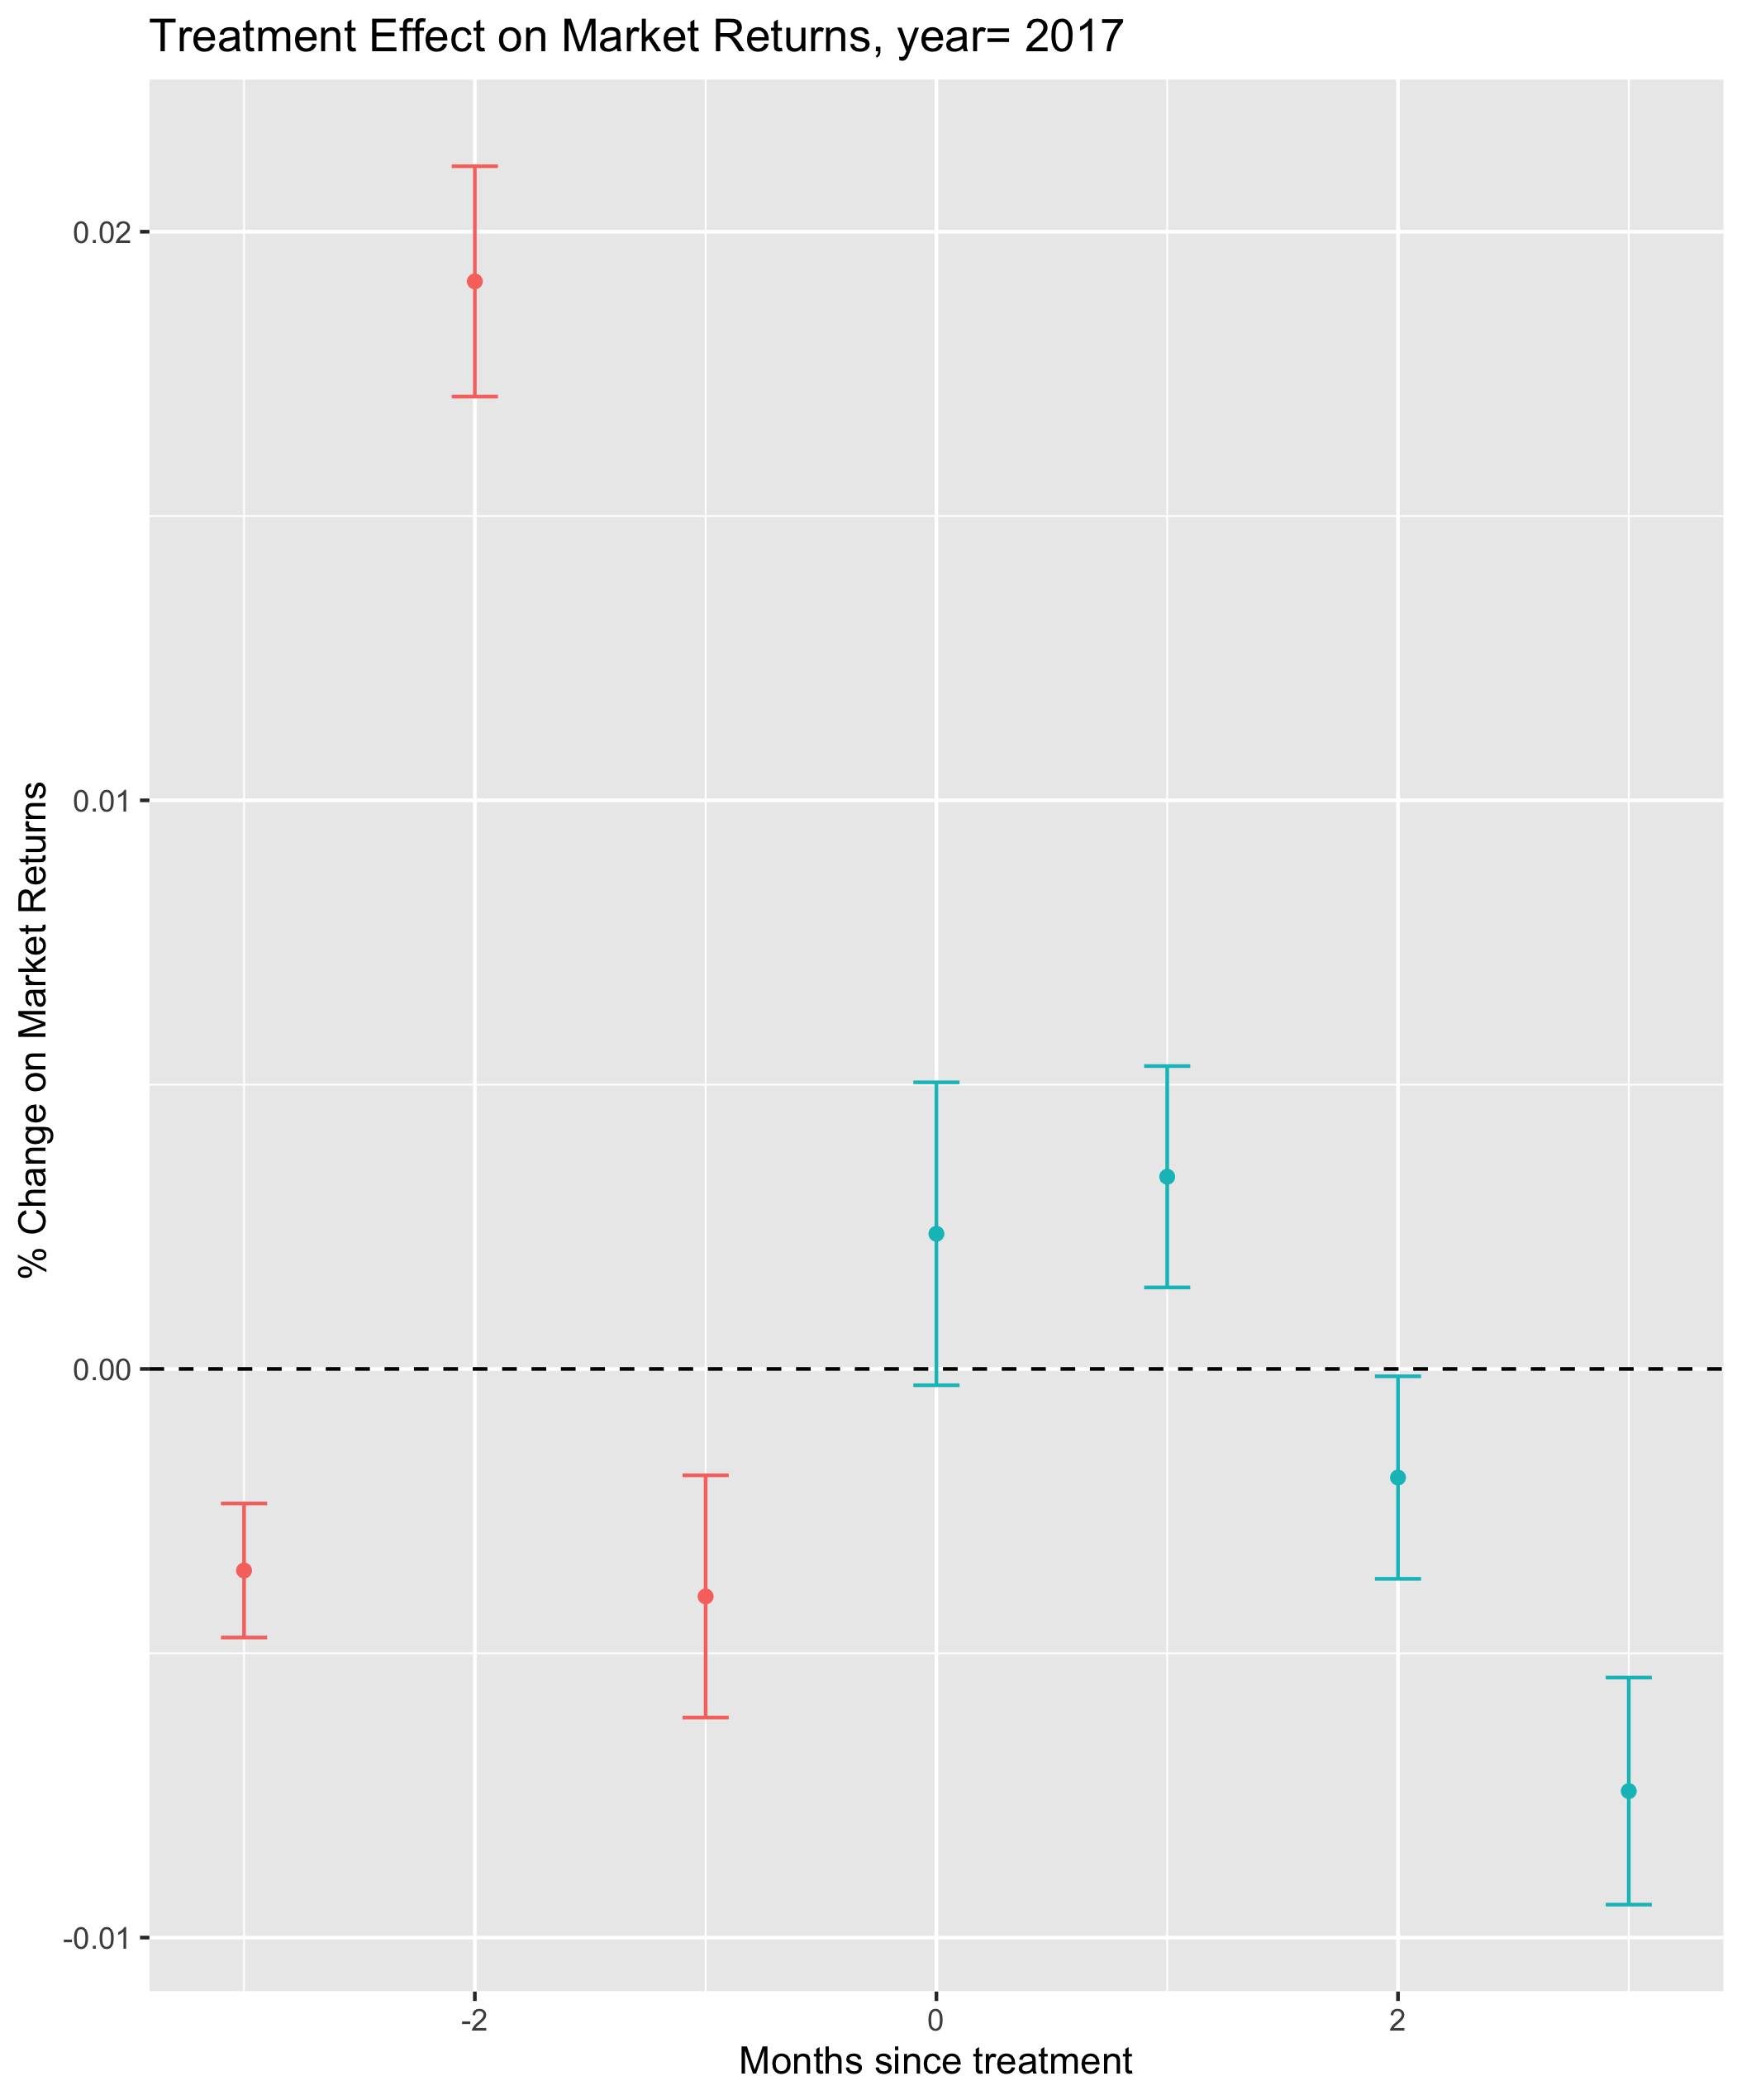 Treatment Effect on Market Returns, year= 2017
% Change on Market Returns
0.02
0.01
0.00
-0.01
-2
0
2
Months since treatment